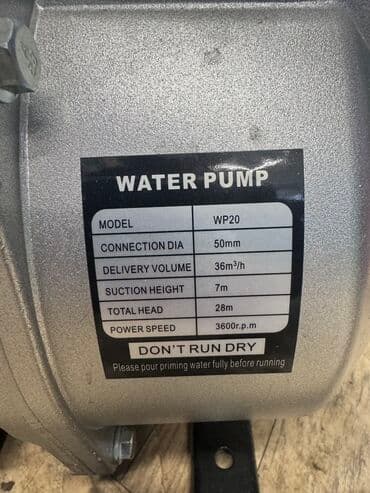 WATER PUMP
MODEL WP20
CONNECTION DIA 50mm
DELIVERY VOLUME 36m³/h
SUCTION HEIGHT 7m
TOTAL HEAD 28m
POWER SPEED 3600r.p.m
DON'T RUN DRY
Please pour priming water fully before running